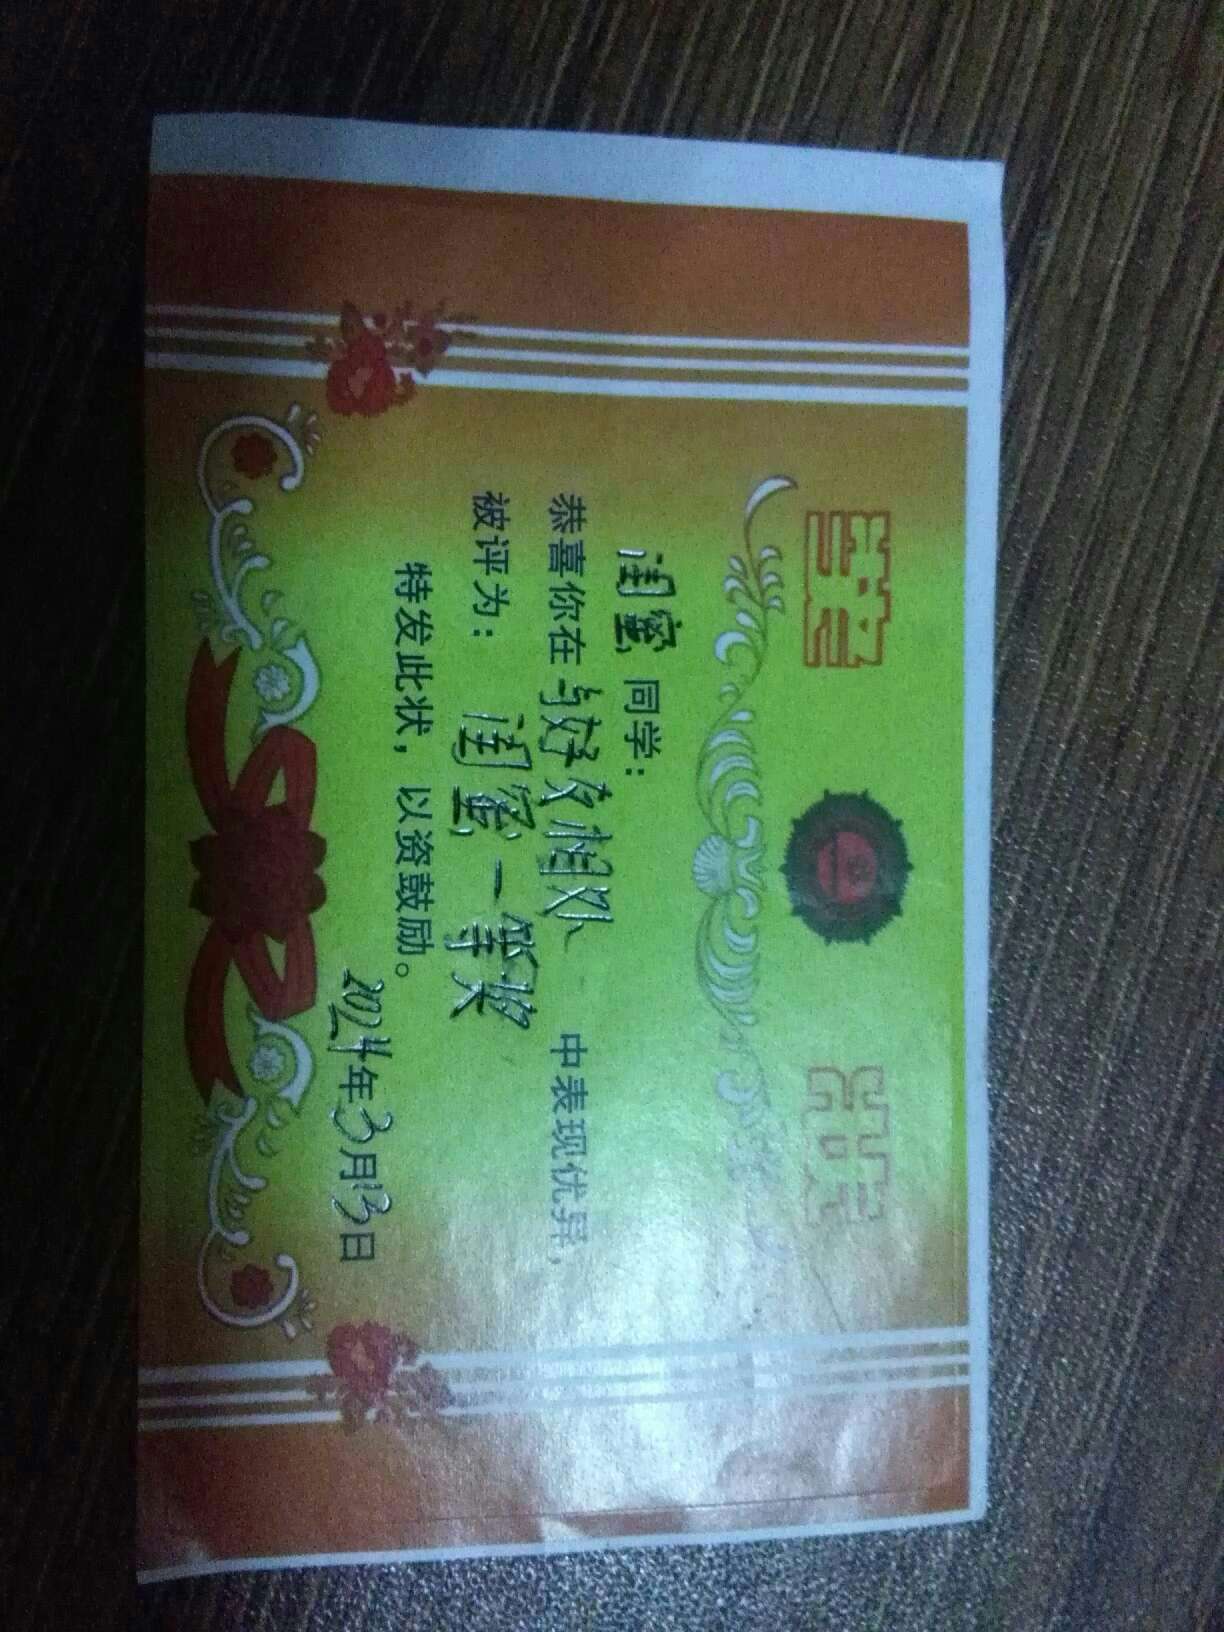 奖 状
闺蜜 同学：
恭喜你在 与好友相处 中表现优异，
被评为： 闺蜜一等奖
特发此状，以资鼓励。
2024年3月13日